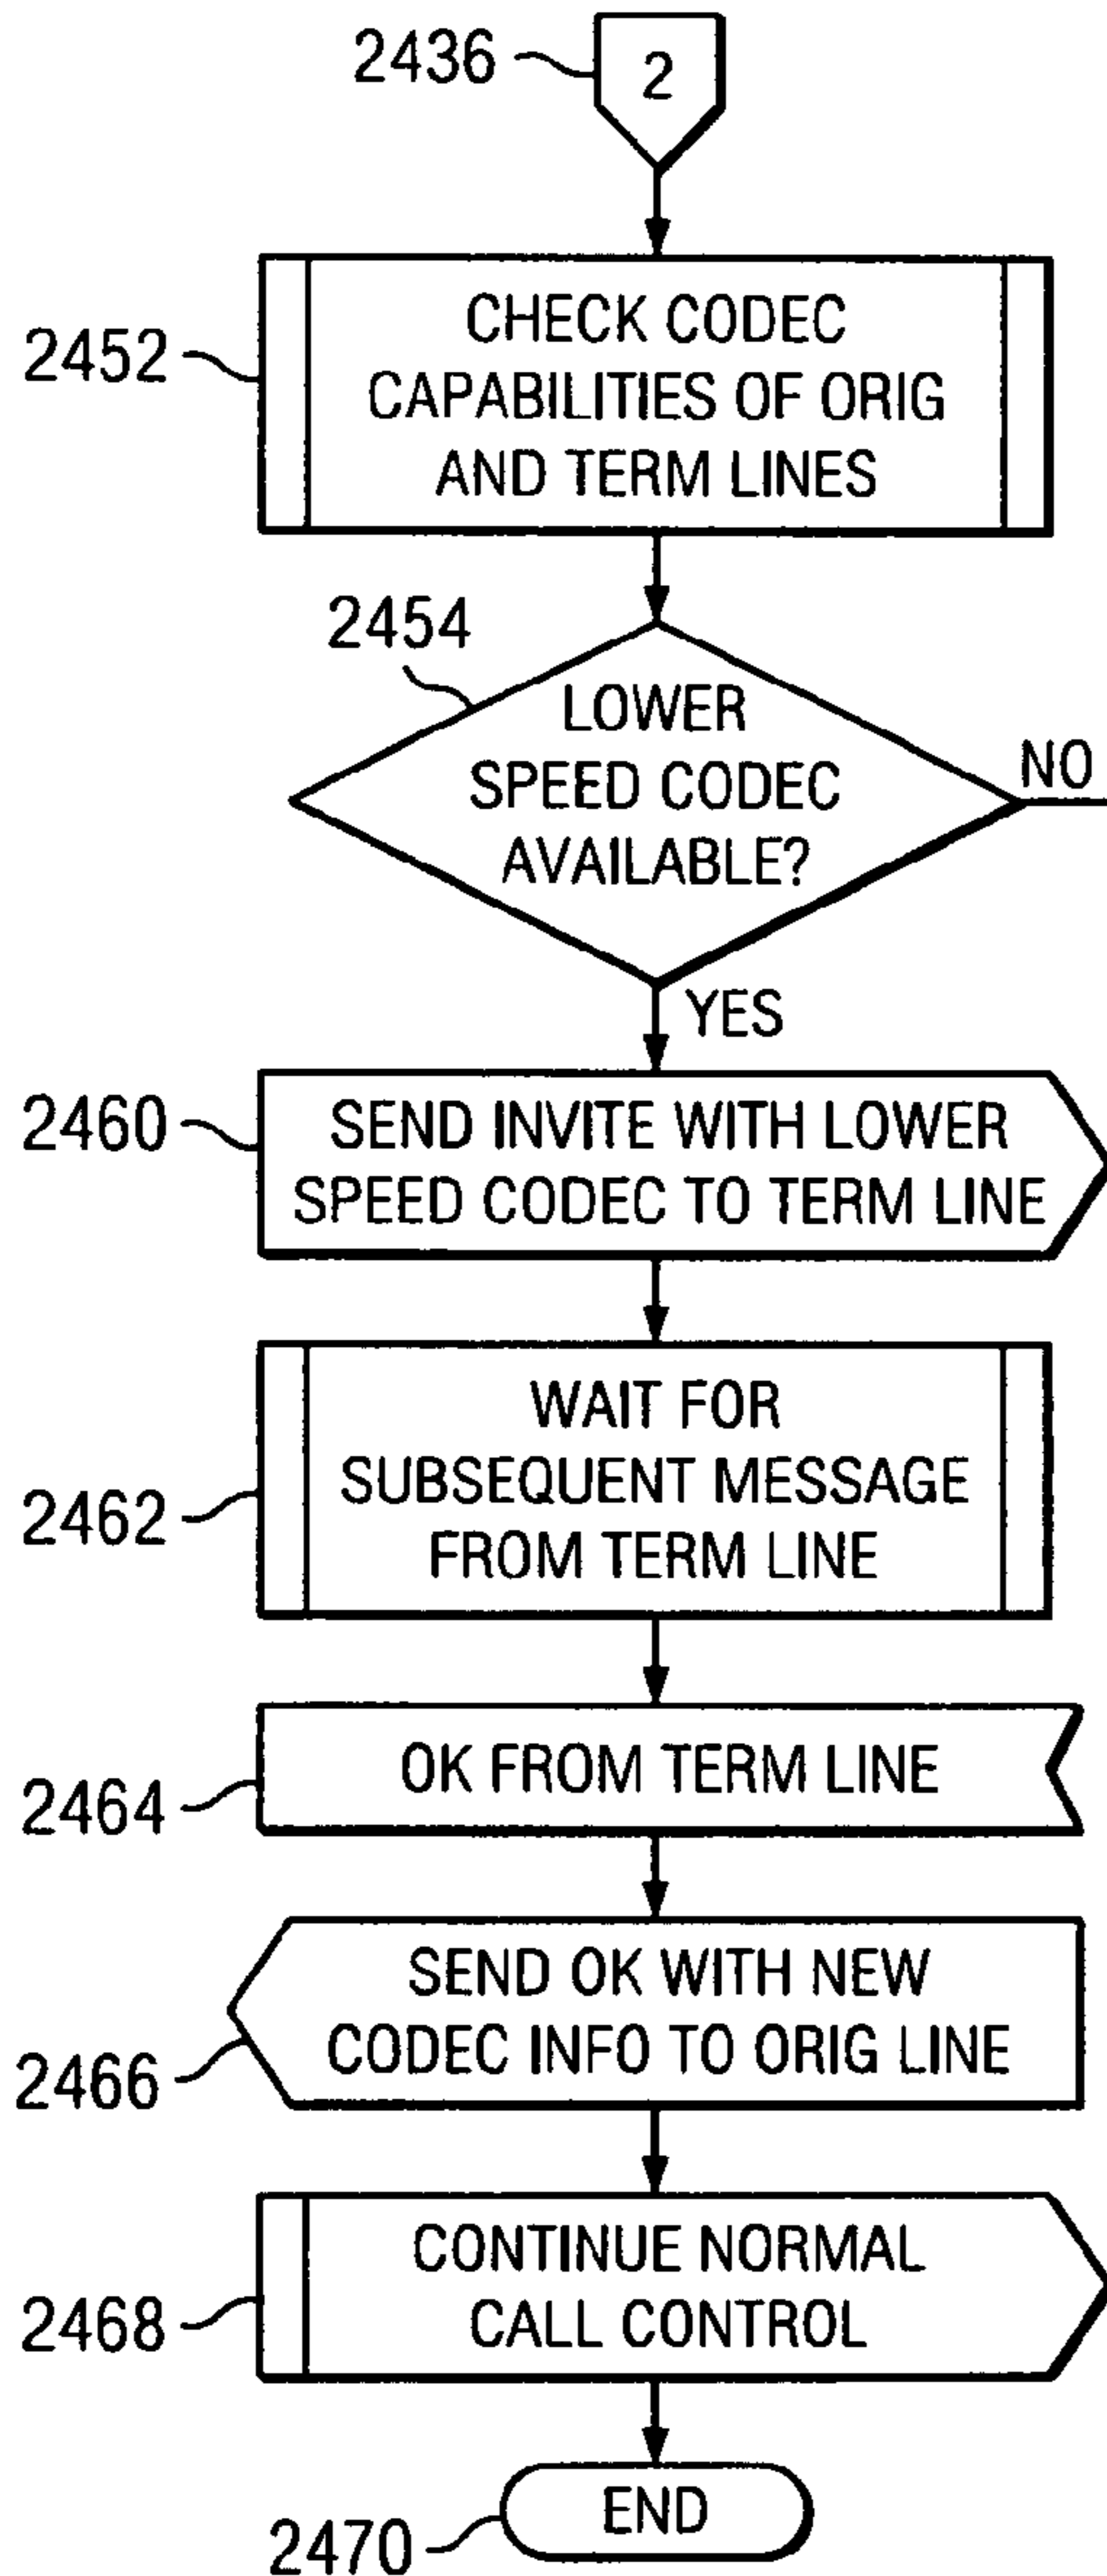 2436
2
2452
CHECK CODEC
CAPABILITIES OF ORIG
AND TERM LINES
2454
LOWER
SPEED CODEC
AVAILABLE?
NO
YES
2460
SEND INVITE WITH LOWER
SPEED CODEC TO TERM LINE
2462
WAIT FOR
SUBSEQUENT MESSAGE
FROM TERM LINE
2464
OK FROM TERM LINE
2466
SEND OK WITH NEW
CODEC INFO TO ORIG LINE
2468
CONTINUE NORMAL
CALL CONTROL
2470
END